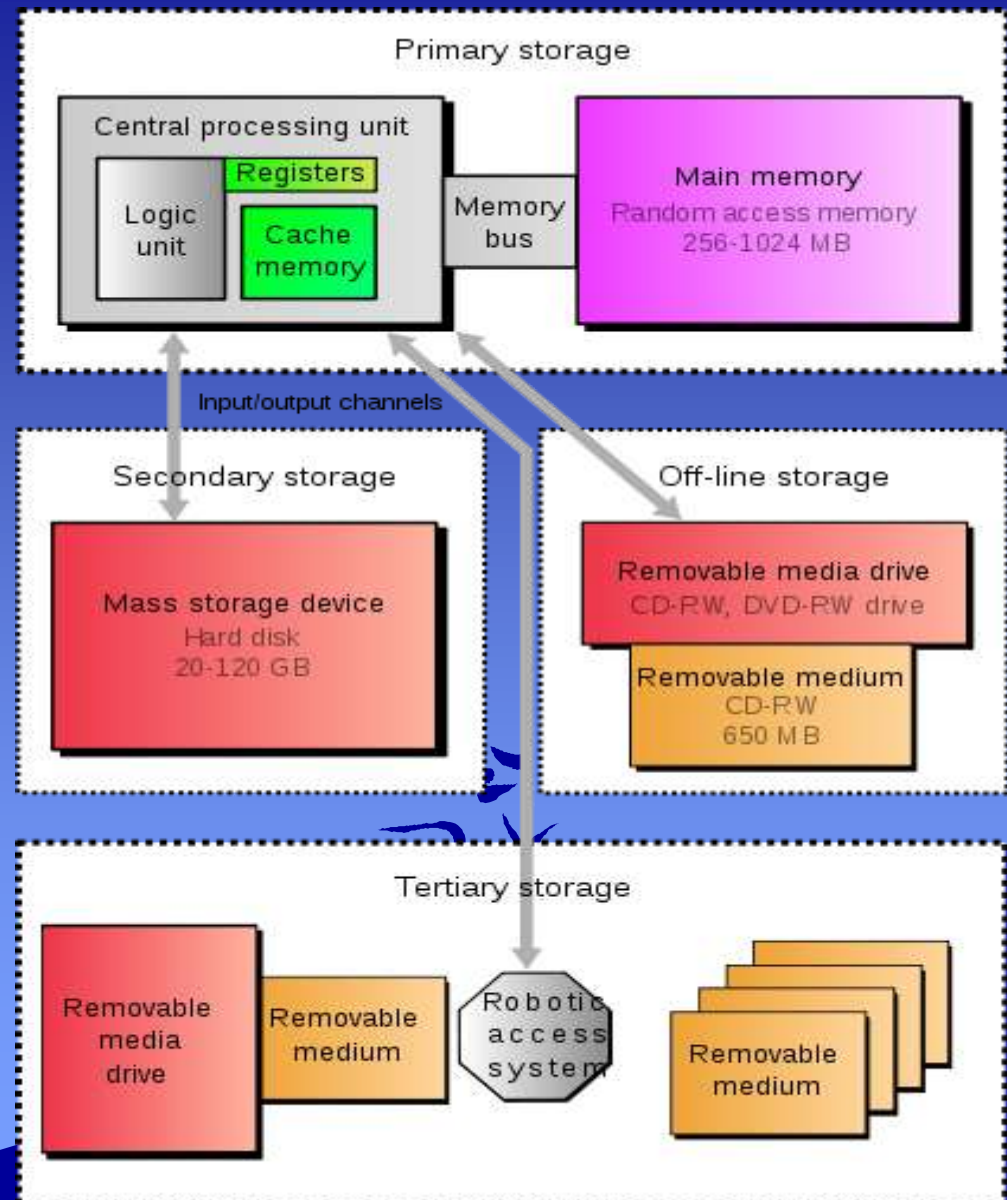 Primary storage
Central processing unit
Registers
Logic
unit
Cache
memory
Memory
bus
Main memory
Random access memory
256-1024 MB
Input/output channels
Secondary storage
Mass storage device
Hard disk
20-120 GB
Off-line storage
Removable media drive
CD-RW, DVD-RW drive
Removable medium
CD-RW
650 MB
Tertiary storage
Removable
media
drive
Removable
medium
Robotic
access
system
Removable
medium